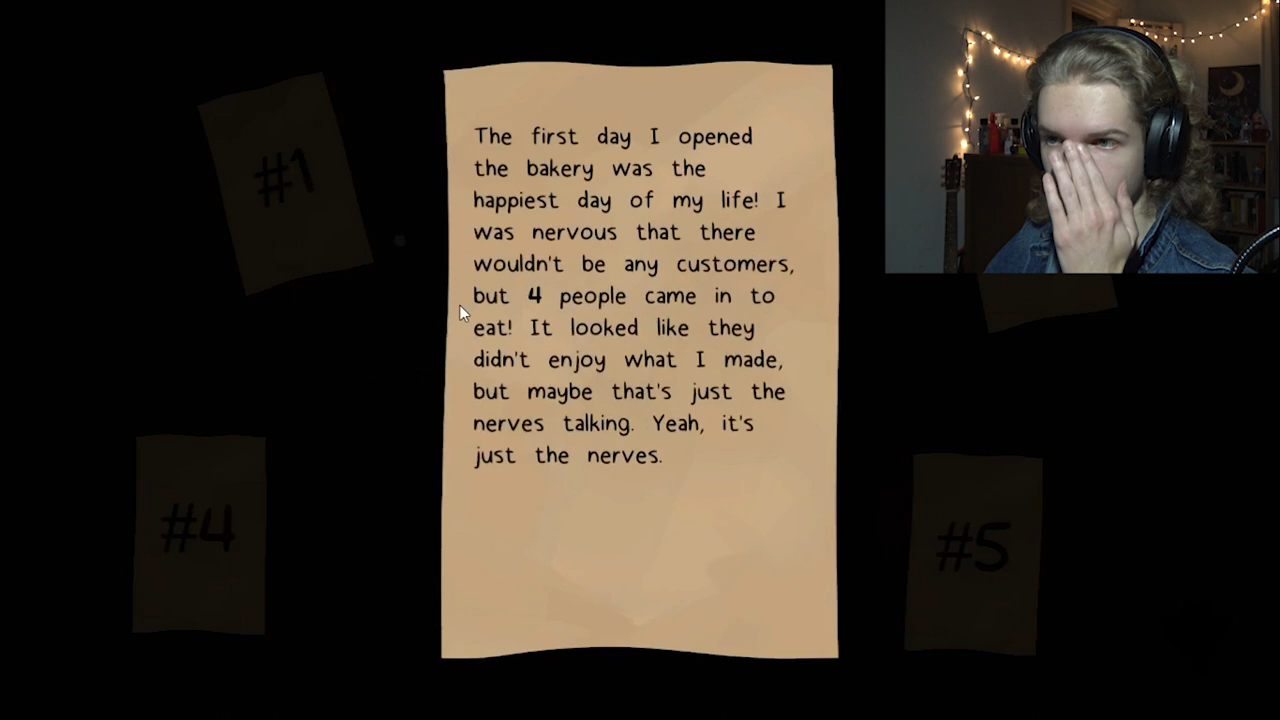 #1
The first day I opened
the bakery was the
happiest day of my life! I
was nervous that there
wouldn't be any customers,
but 4 people came in to
eat! It looked like they
didn't enjoy what I made,
but maybe that's just the
nerves talking. Yeah, it's
just the nerves.
#4
#5